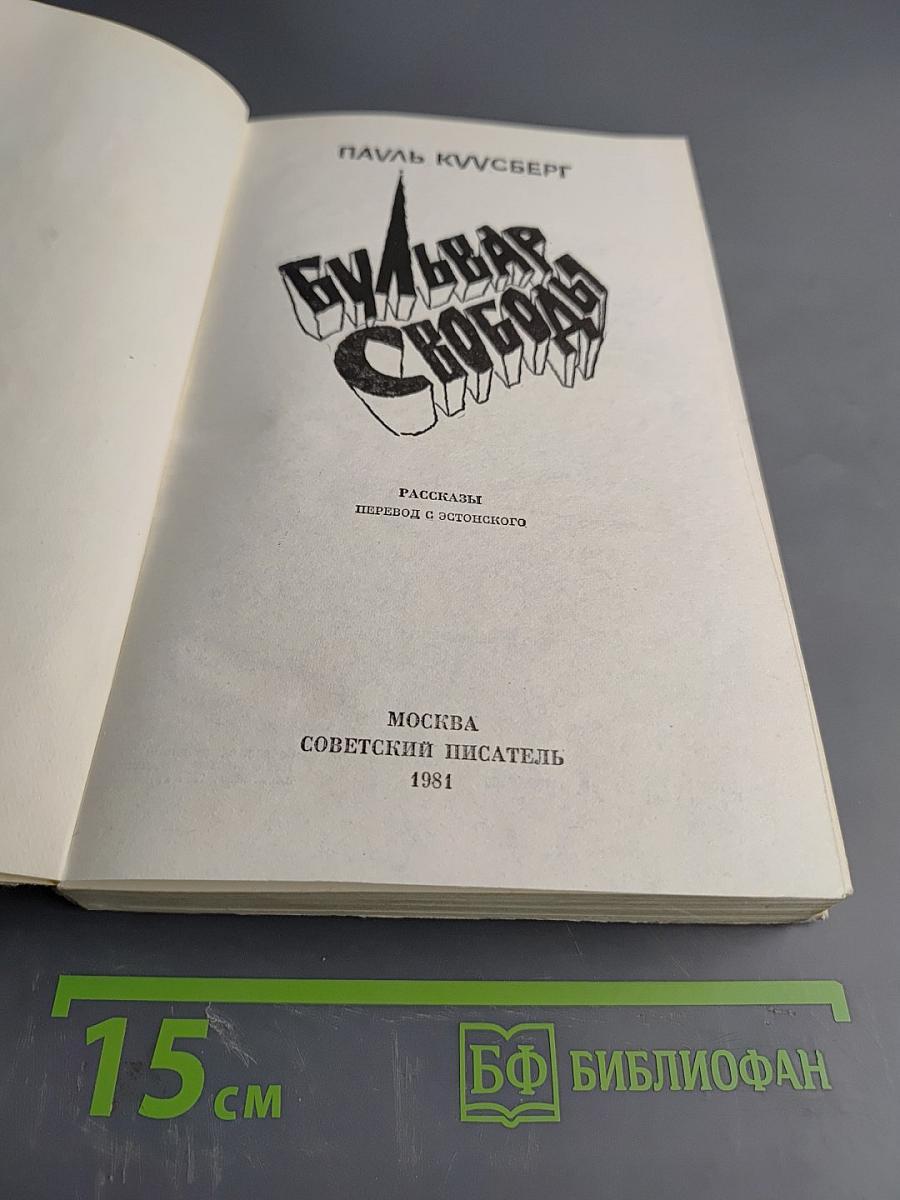 ПАУЛЬ КУУСБЕРГ
БУЛЬВАР
СВОБОДЫ
РАССКАЗЫ
ПЕРЕВОД С ЭСТОНСКОГО
МОСКВА
СОВЕТСКИЙ ПИСАТЕЛЬ
1981
15 см
БФ БИБЛИОФАН